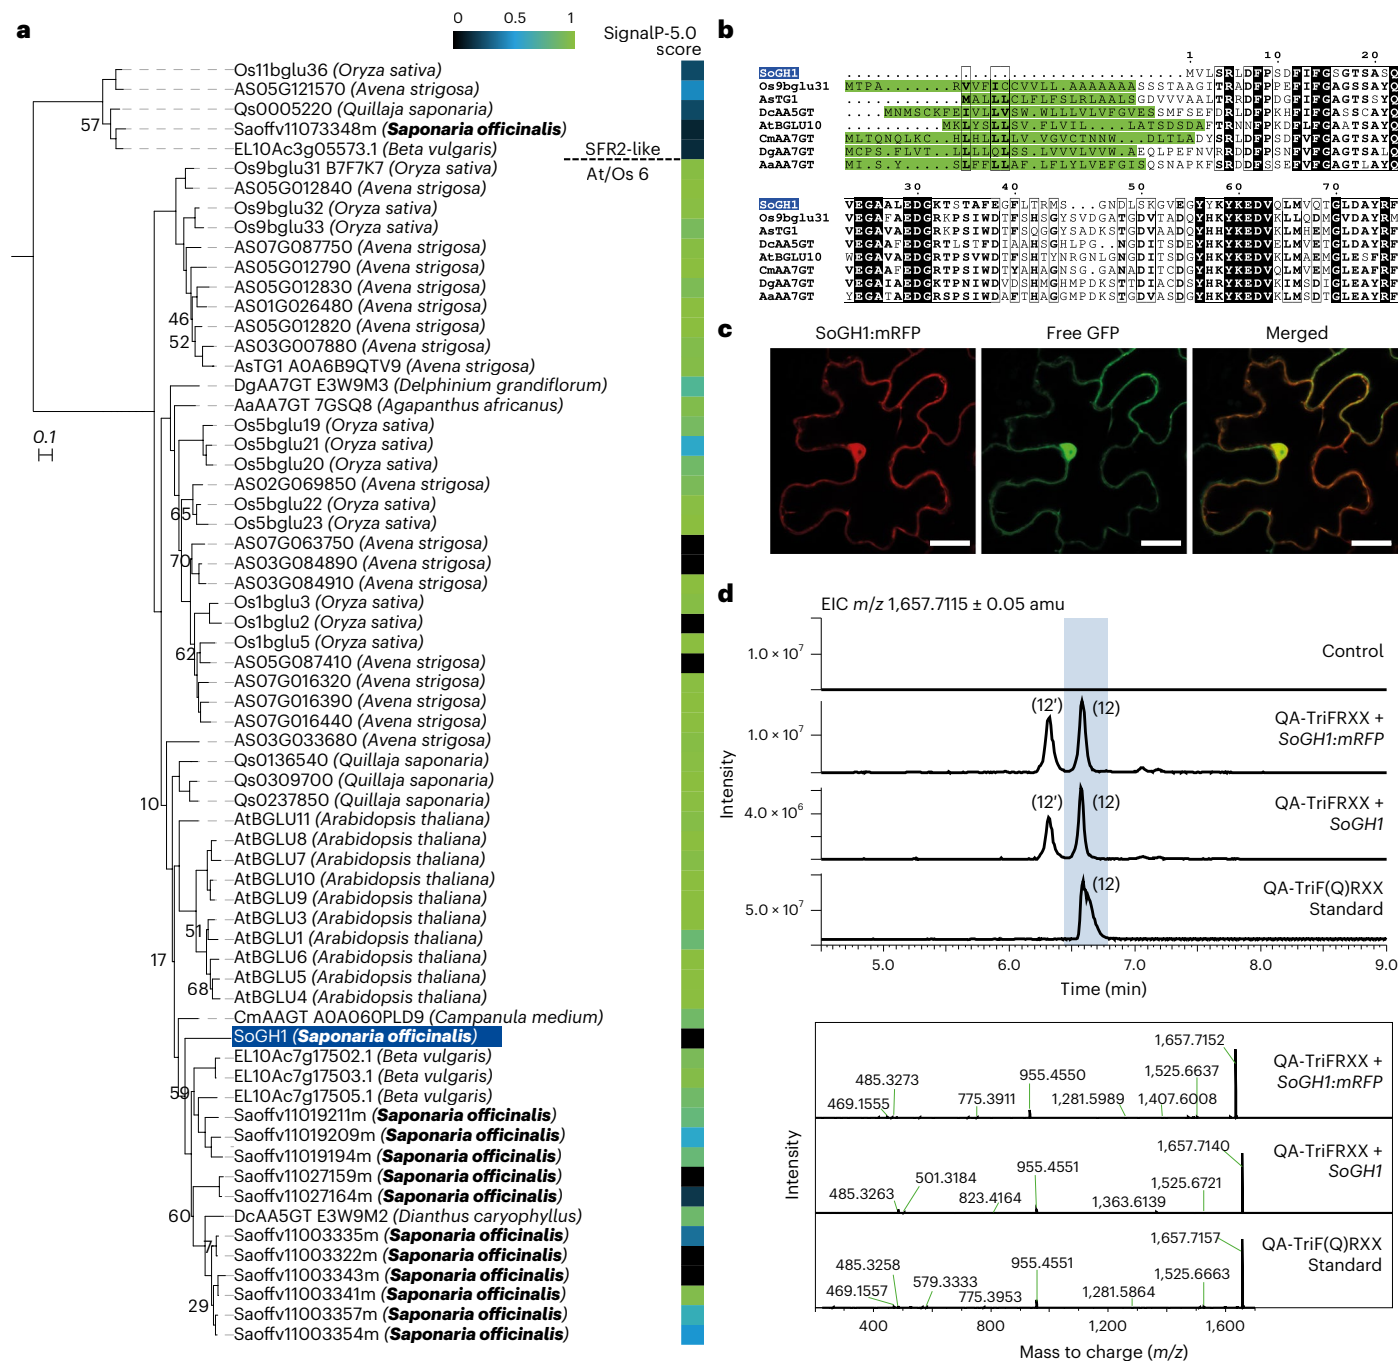 a
0 0.5 1
SignalP-5.0
score
Os11bglu36 (Oryza sativa)
AS05G121570 (Avena strigosa)
Qs0005220 (Quillaja saponaria)
57
Saoffv11073348m (Saponaria officinalis)
EL10Ac3g05573.1 (Beta vulgaris)
SFR2-like
At/Os 6
Os9bglu31 B7F7K7 (Oryza sativa)
AS05G012840 (Avena strigosa)
Os9bglu32 (Oryza sativa)
Os9bglu33 (Oryza sativa)
AS07G087750 (Avena strigosa)
AS05G012790 (Avena strigosa)
AS05G012830 (Avena strigosa)
AS01G026480 (Avena strigosa)
46
AS05G012820 (Avena strigosa)
52
AS03G007880 (Avena strigosa)
AsTG1 A0A6B9QTV9 (Avena strigosa)
DgAA7GT E3W9M3 (Delphinium grandiflorum)
AaAA7GT 7GSQ8 (Agapanthus africanus)
Os5bglu19 (Oryza sativa)
0.1
Os5bglu21 (Oryza sativa)
Os5bglu20 (Oryza sativa)
AS02G069850 (Avena strigosa)
Os5bglu22 (Oryza sativa)
65
Os5bglu23 (Oryza sativa)
AS07G063750 (Avena strigosa)
70
AS03G084890 (Avena strigosa)
AS03G084910 (Avena strigosa)
Os1bglu3 (Oryza sativa)
Os1bglu2 (Oryza sativa)
Os1bglu5 (Oryza sativa)
62
AS05G087410 (Avena strigosa)
AS07G016320 (Avena strigosa)
AS07G016390 (Avena strigosa)
AS07G016440 (Avena strigosa)
AS03G033680 (Avena strigosa)
Qs0136540 (Quillaja saponaria)
Qs0309700 (Quillaja saponaria)
10
Qs0237850 (Quillaja saponaria)
AtBGLU11 (Arabidopsis thaliana)
AtBGLU8 (Arabidopsis thaliana)
AtBGLU7 (Arabidopsis thaliana)
AtBGLU10 (Arabidopsis thaliana)
AtBGLU9 (Arabidopsis thaliana)
AtBGLU3 (Arabidopsis thaliana)
51
AtBGLU1 (Arabidopsis thaliana)
17
AtBGLU6 (Arabidopsis thaliana)
AtBGLU5 (Arabidopsis thaliana)
68
AtBGLU4 (Arabidopsis thaliana)
CmAAGT A0A060PLD9 (Campanula medium)
SoGH1 (Saponaria officinalis)
EL10Ac7g17502.1 (Beta vulgaris)
EL10Ac7g17503.1 (Beta vulgaris)
59
EL10Ac7g17505.1 (Beta vulgaris)
Saoffv11019211m (Saponaria officinalis)
Saoffv11019209m (Saponaria officinalis)
Saoffv11019194m (Saponaria officinalis)
Saoffv11027159m (Saponaria officinalis)
Saoffv11027164m (Saponaria officinalis)
60
DcAA5GT E3W9M2 (Dianthus caryophyllus)
Saoffv11003335m (Saponaria officinalis)
7
Saoffv11003322m (Saponaria officinalis)
Saoffv11003343m (Saponaria officinalis)
Saoffv11003341m (Saponaria officinalis)
29
Saoffv11003357m (Saponaria officinalis)
Saoffv11003354m (Saponaria officinalis)
b
1 10 20
SoGH1
Os9bglu31
AsTG1
DcAA5GT
AtBGLU10
CmAA7GT
DgAA7GT
AaAA7GT
30 40 50 60 70
SoGH1 VEGAALEDGKTSTAFEGFLTRMS...GNDLSKGVEGYYKYKEDVQLMVQTGLDAYRF
Os9bglu31
AsTG1
DcAA5GT
AtBGLU10
CmAA7GT
DgAA7GT
AaAA7GT
c
SoGH1:mRFP Free GFP Merged
d
EIC m/z 1,657.7115 ± 0.05 amu
1.0 × 10⁷
Control
(12′) (12)
QA-TriFRXX +
SoGH1:mRFP
1.0 × 10⁷
Intensity
(12′) (12)
QA-TriFRXX +
SoGH1
4.0 × 10⁶
(12)
QA-TriF(Q)RXX
Standard
5.0 × 10⁷
5.0 6.0 7.0 8.0 9.0
Time (min)
1,657.7152
QA-TriFRXX +
SoGH1:mRFP
485.3273 955.4550 1,525.6637
469.1555 775.3911 1,281.5989 1,407.6008
Intensity
1,657.7140
QA-TriFRXX +
SoGH1
485.3263 501.3184 955.4551 1,525.6721
823.4164 1,363.6139
1,657.7157
QA-TriF(Q)RXX
Standard
485.3258 579.3333 955.4551 1,525.6663
469.1557 775.3953 1,281.5864
400 800 1,200 1,600
Mass to charge (m/z)